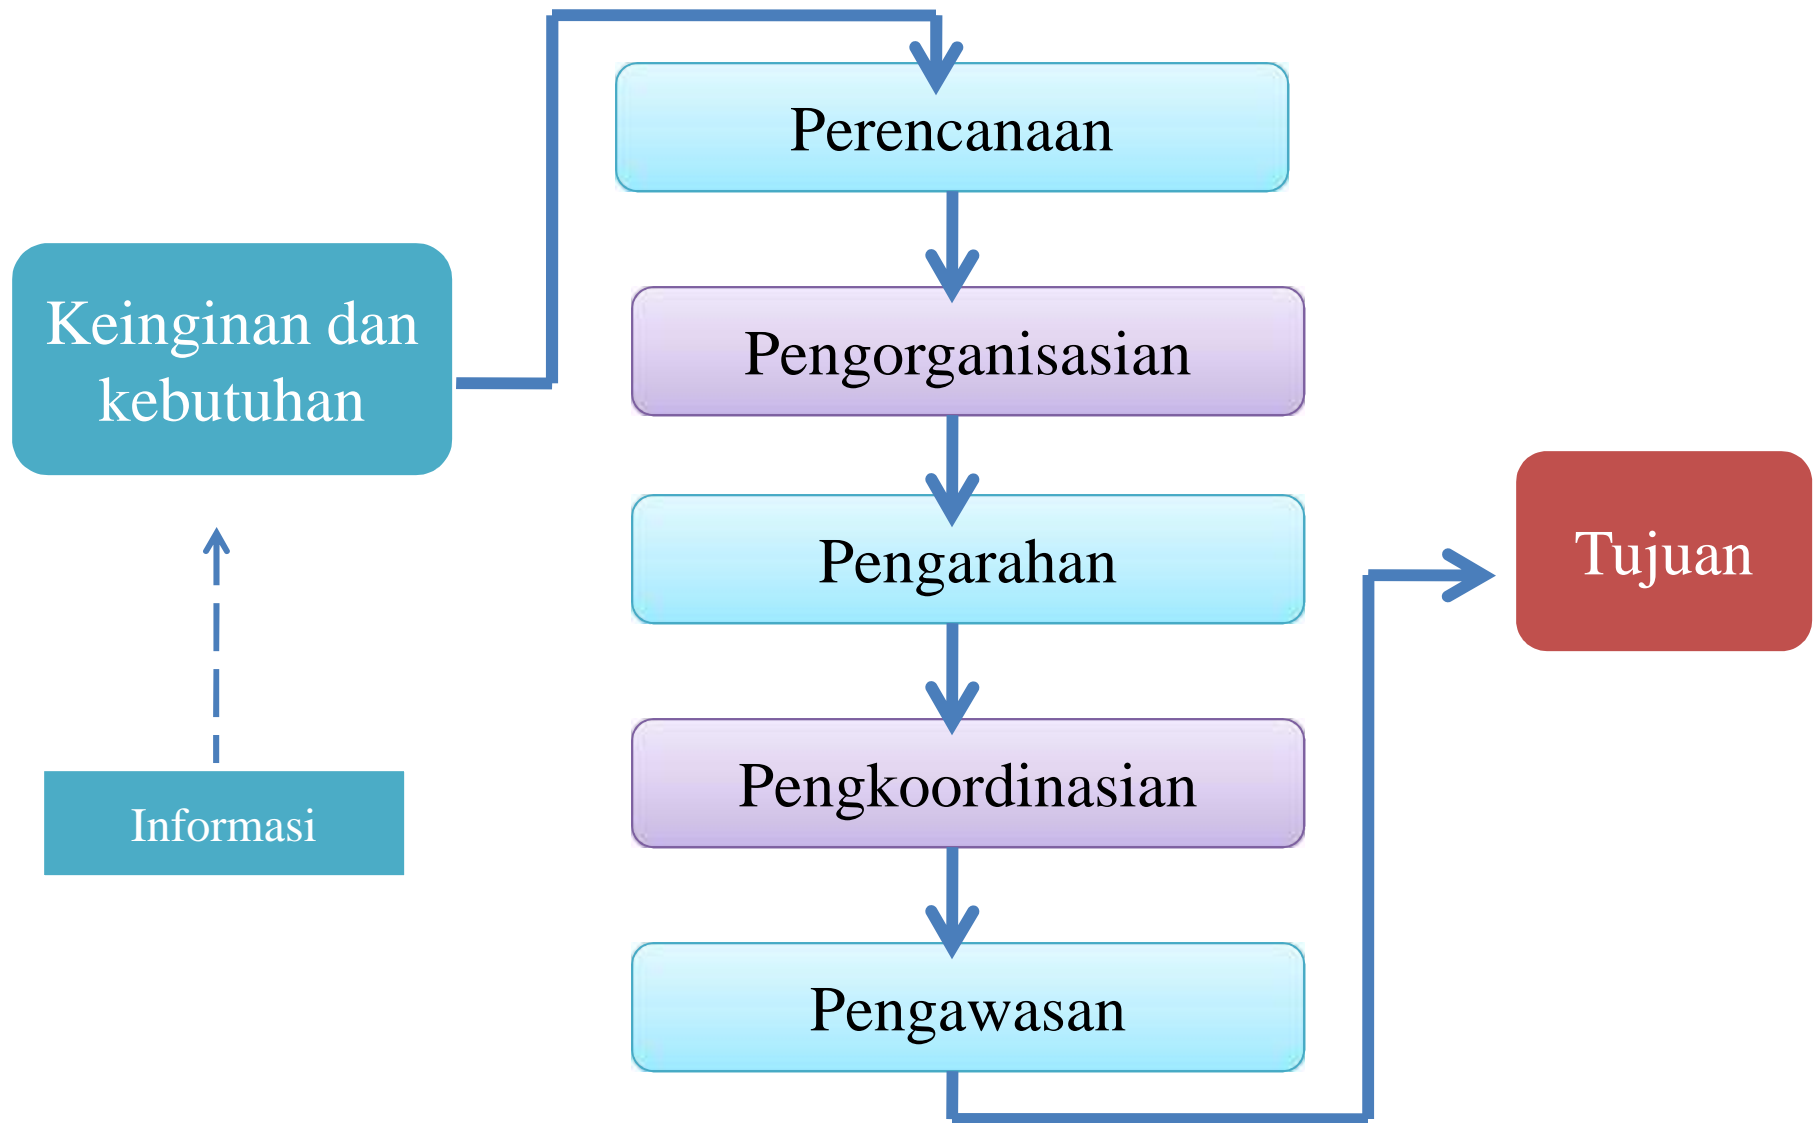 Perencanaan
Keinginan dan
kebutuhan
Pengorganisasian
Pengarahan
Tujuan
Pengkoordinasian
Informasi
Pengawasan